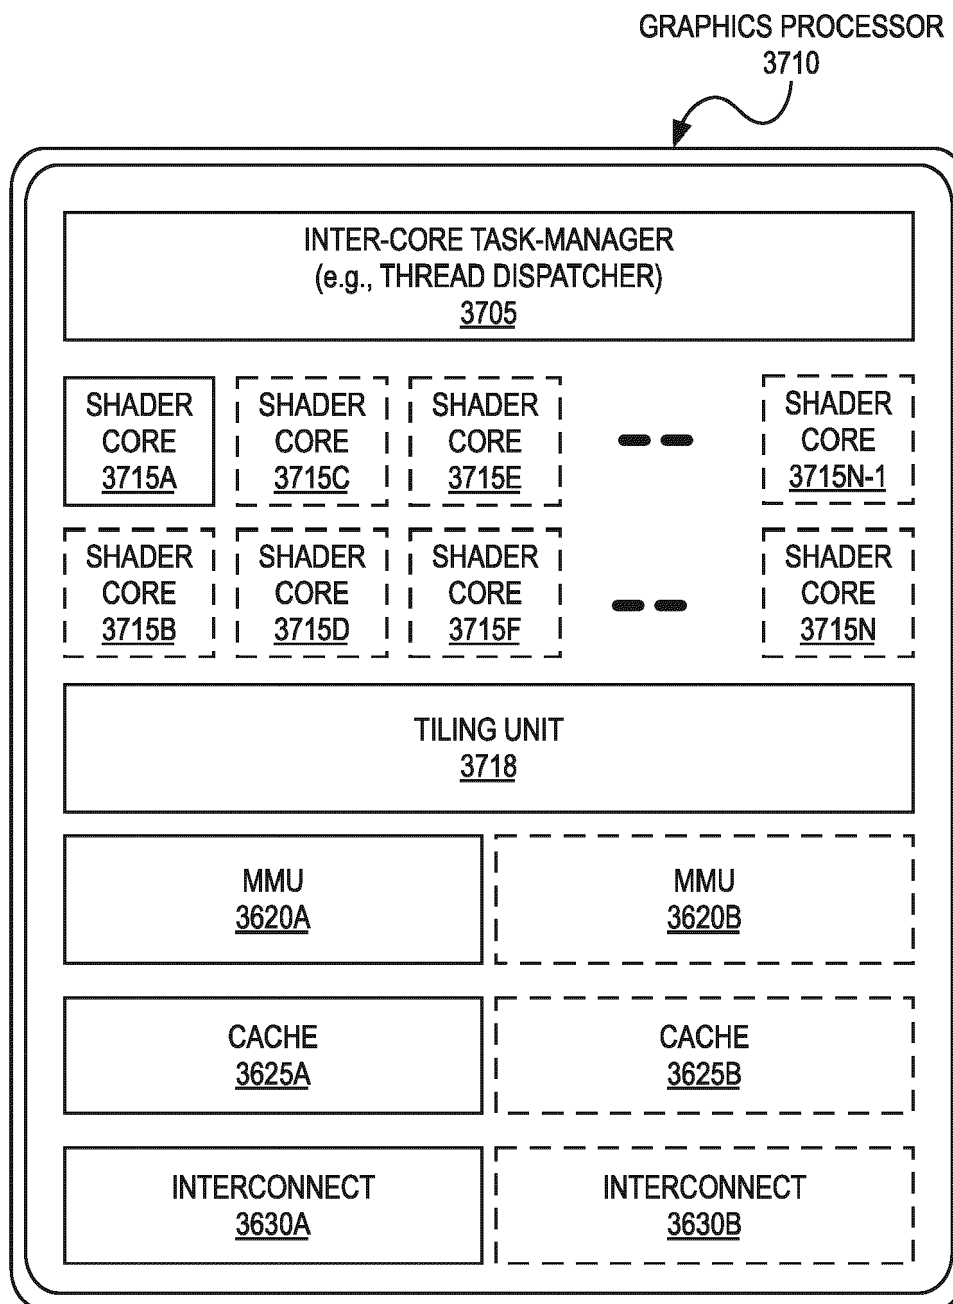 GRAPHICS PROCESSOR
3710
INTER-CORE TASK-MANAGER
(e.g., THREAD DISPATCHER)
3705
SHADER
CORE
3715A
SHADER
CORE
3715C
SHADER
CORE
3715E
SHADER
CORE
3715N-1
SHADER
CORE
3715B
SHADER
CORE
3715D
SHADER
CORE
3715F
SHADER
CORE
3715N
TILING UNIT
3718
MMU
3620A
MMU
3620B
CACHE
3625A
CACHE
3625B
INTERCONNECT
3630A
INTERCONNECT
3630B